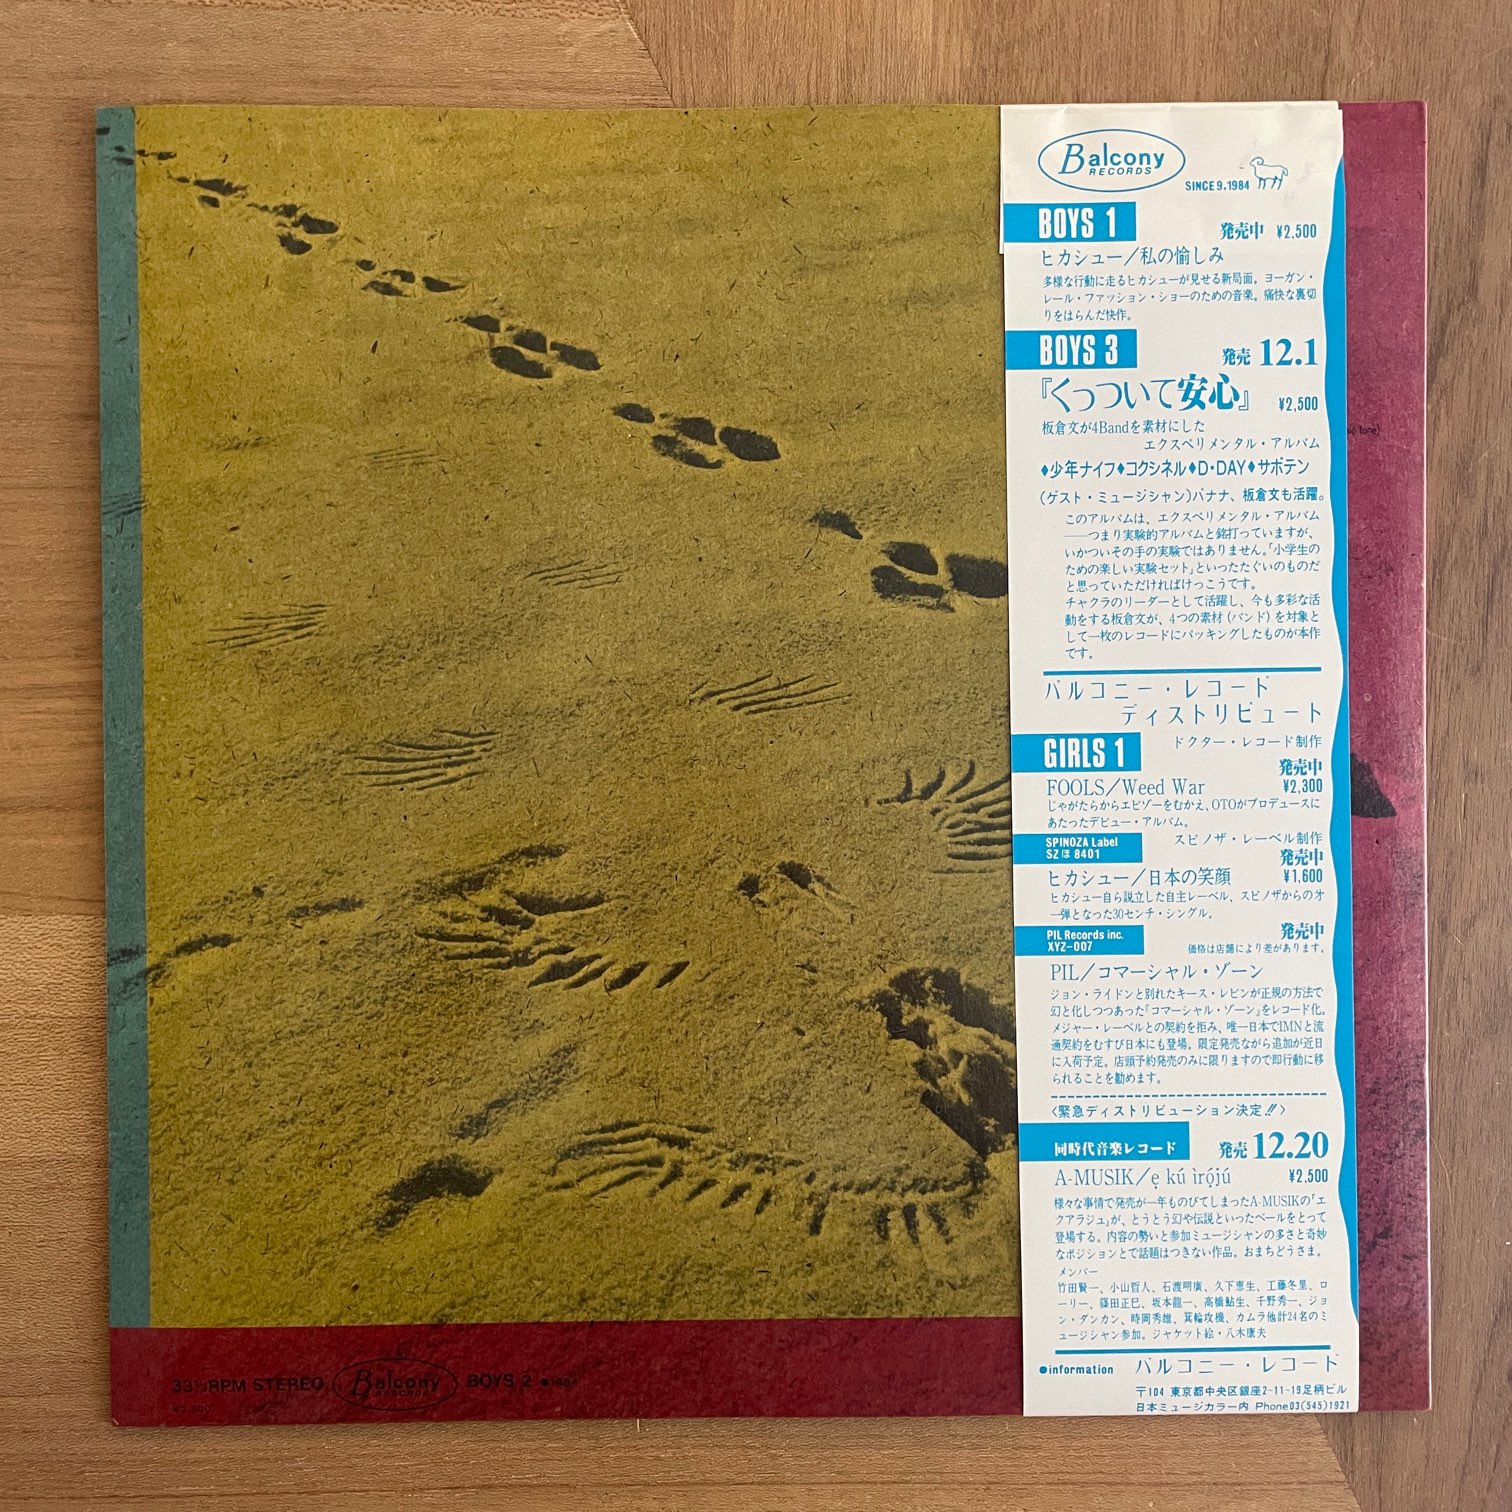 Balcony
RECORDS
SINCE 9.1984
BOYS 1
発売中 ¥2,500
ヒカシュー/私の愉しみ
多様な行動に走るヒカシューが見せる新局面。ヨーガン・
レール・ファッション・ショーのための音楽。痛快な裏切
りをはらんだ快作。
BOYS 3
発売 12.1
『くっついて安心』 ¥2,500
板倉文が4Bandを素材にした
エクスペリメンタル・アルバム
♦少年ナイフ♦コクシネル♦D・DAY♦サボテン
(ゲスト・ミュージシャン)バナナ、板倉文も活躍。
このアルバムは、エクスペリメンタル・アルバム
——つまり実験的アルバムと銘打っていますが、
いかついその手の実験ではありません。「小学生の
ための楽しい実験セット」といったたぐいのものだ
と思っていただければけっこうです。
チャクラのリーダーとして活躍し、今も多彩な活
動をする板倉文が、4つの素材(バンド)を対象と
して一枚のレコードにパッキングしたものが本作
です。
バルコニー・レコード
ディストリビュート
GIRLS 1
ドクター・レコード制作
発売中
FOOLS/Weed War ¥2,300
じゃがたらからエビゾーをむかえ、OTOがプロデュースに
あたったデビュー・アルバム。
SPINOZA Label
SZほ 8401
スピノザ・レーベル制作
発売中
ヒカシュー/日本の笑顔 ¥1,600
ヒカシュー自ら設立した自主レーベル、スピノザからのオ
一弾となった30センチ・シングル。
PIL Records inc.
XYZ-007
発売中
価格は店舗により差があります。
PIL/コマーシャル・ゾーン
ジョン・ライドンと別れたキース・レビンが正規の方法で
幻と化しつつあった「コマーシャル・ゾーン」をレコード化。
メジャー・レーベルとの契約を拒み、唯一日本でIMNと流
通契約をむすび日本にも登場。限定発売ながら追加が近日
に入荷予定。店頭予約発売のみに限りますので即行動に移
られることを勧めます。
〈緊急ディストリビューション決定!!〉
同時代音楽レコード
発売 12.20
A-MUSIK/ẹ kú ìrọ́jú ¥2,500
様々な事情で発売が一年ものびてしまったA-MUSIKの「エ
クアラジュ」が、とうとう幻や伝説といったベールをとって
登場する。内容の勢いと参加ミュージシャンの多さと奇妙
なポジションとで話題はつきない作品。おまちどうさま。
メンバー
竹田賢一、小山哲人、石渡明廣、久下恵生、工藤冬里、ロ
ーリー、篠田正巳、坂本龍一、高橋鮎生、千野秀一、ジョ
ン・ダンカン、時岡秀雄、箕輪攻機、カムラ他計24名のミ
ュージシャン参加。ジャケット絵・八木康夫
●information バルコニー・レコード
〒104 東京都中央区銀座2-11-19足柄ビル
日本ミュージカラー内 Phone03(545)1921
33⅓RPM STEREO Balcony RECORDS BOYS 2 ●1984
¥2,500
tone)